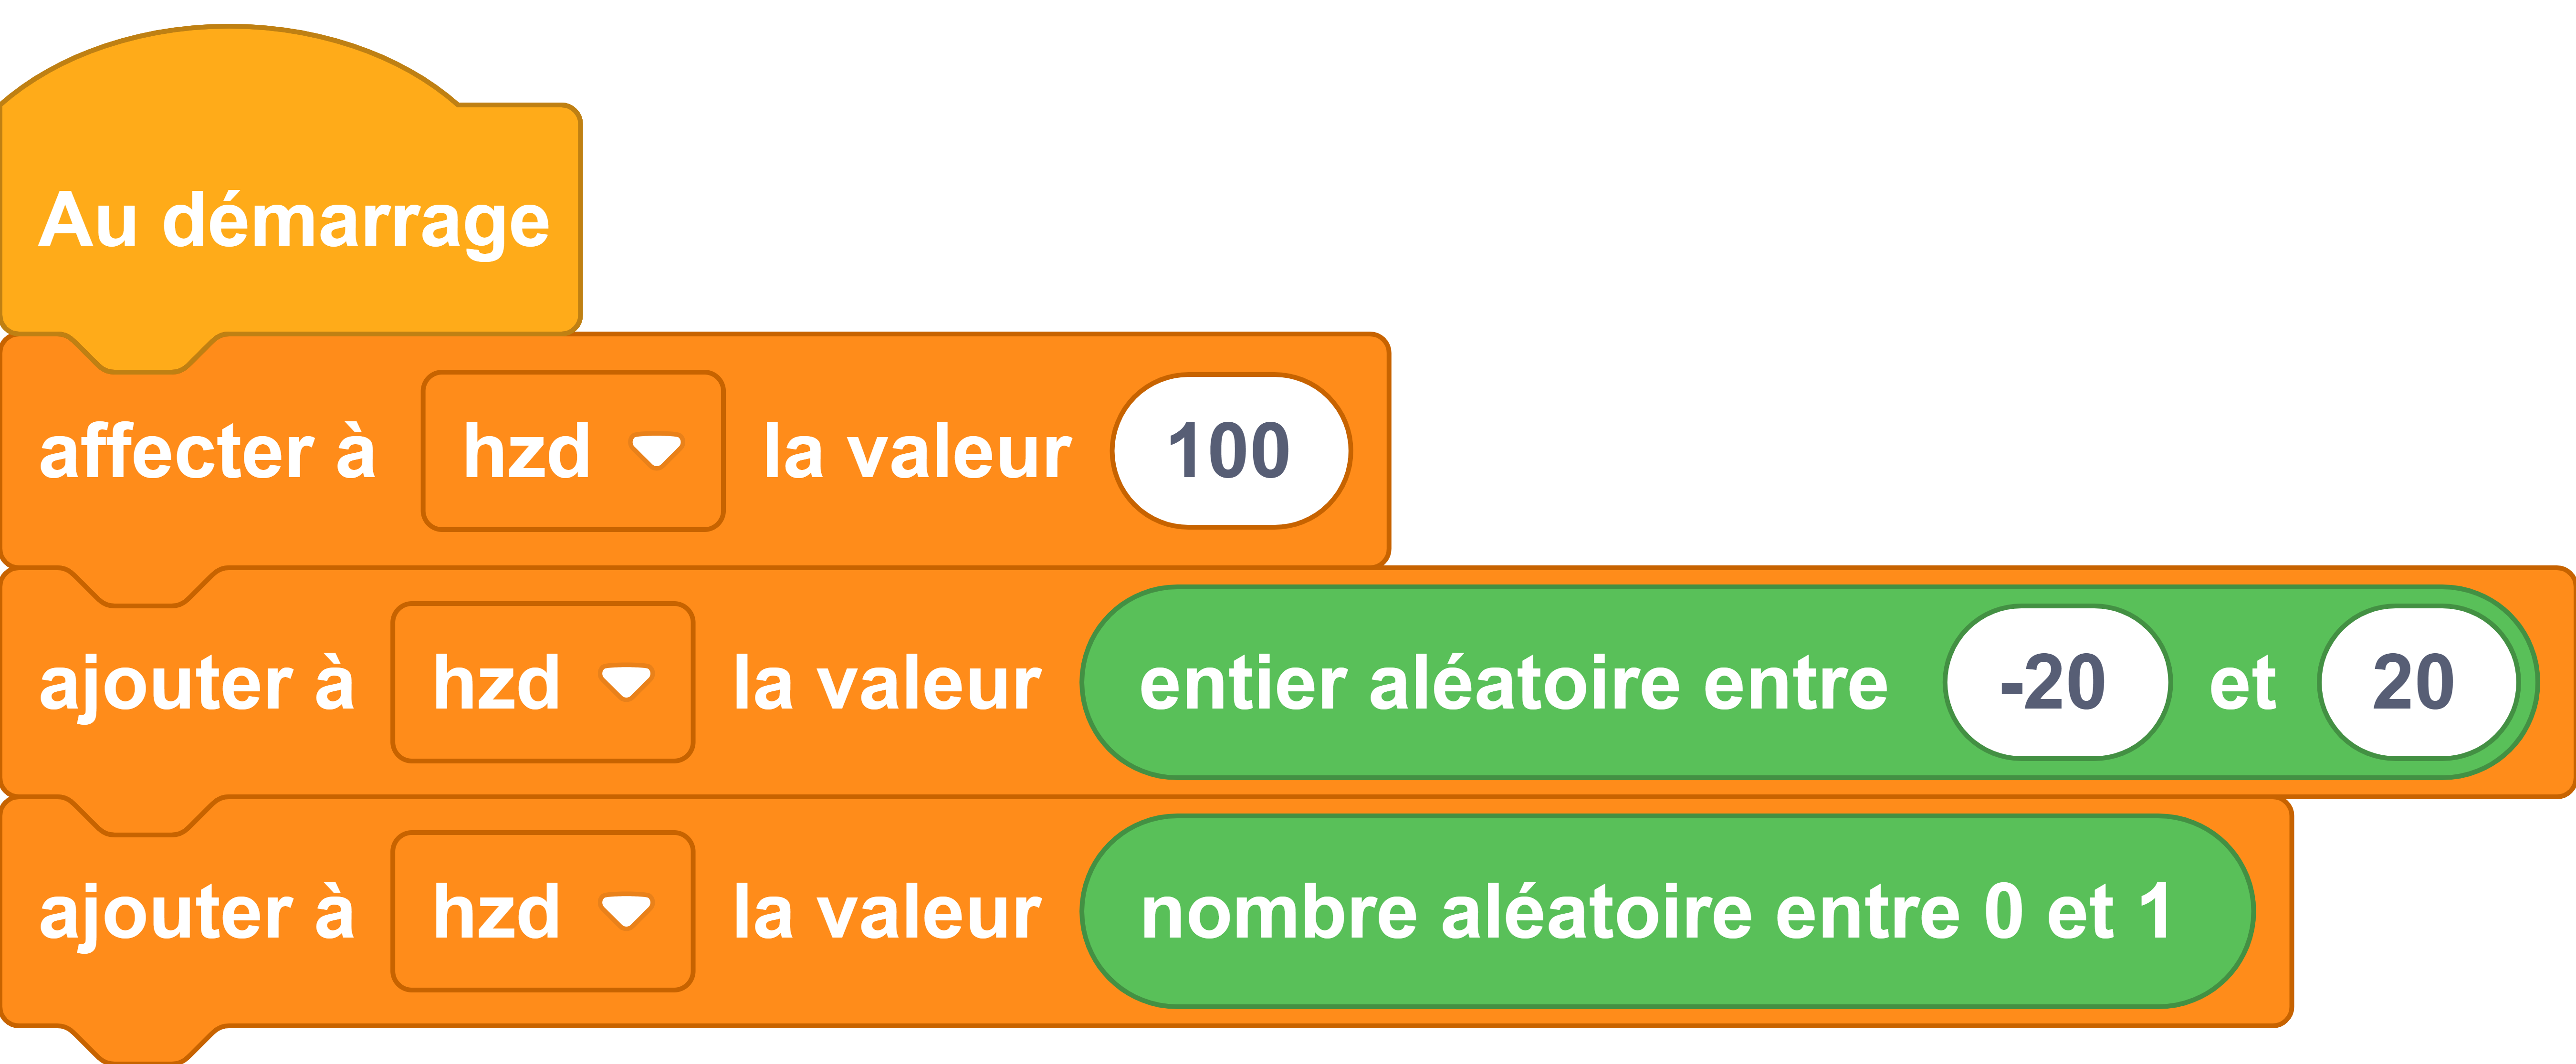 Au démarrage
affecter à hzd la valeur 100
ajouter à hzd la valeur entier aléatoire entre -20 et 20
ajouter à hzd la valeur nombre aléatoire entre 0 et 1